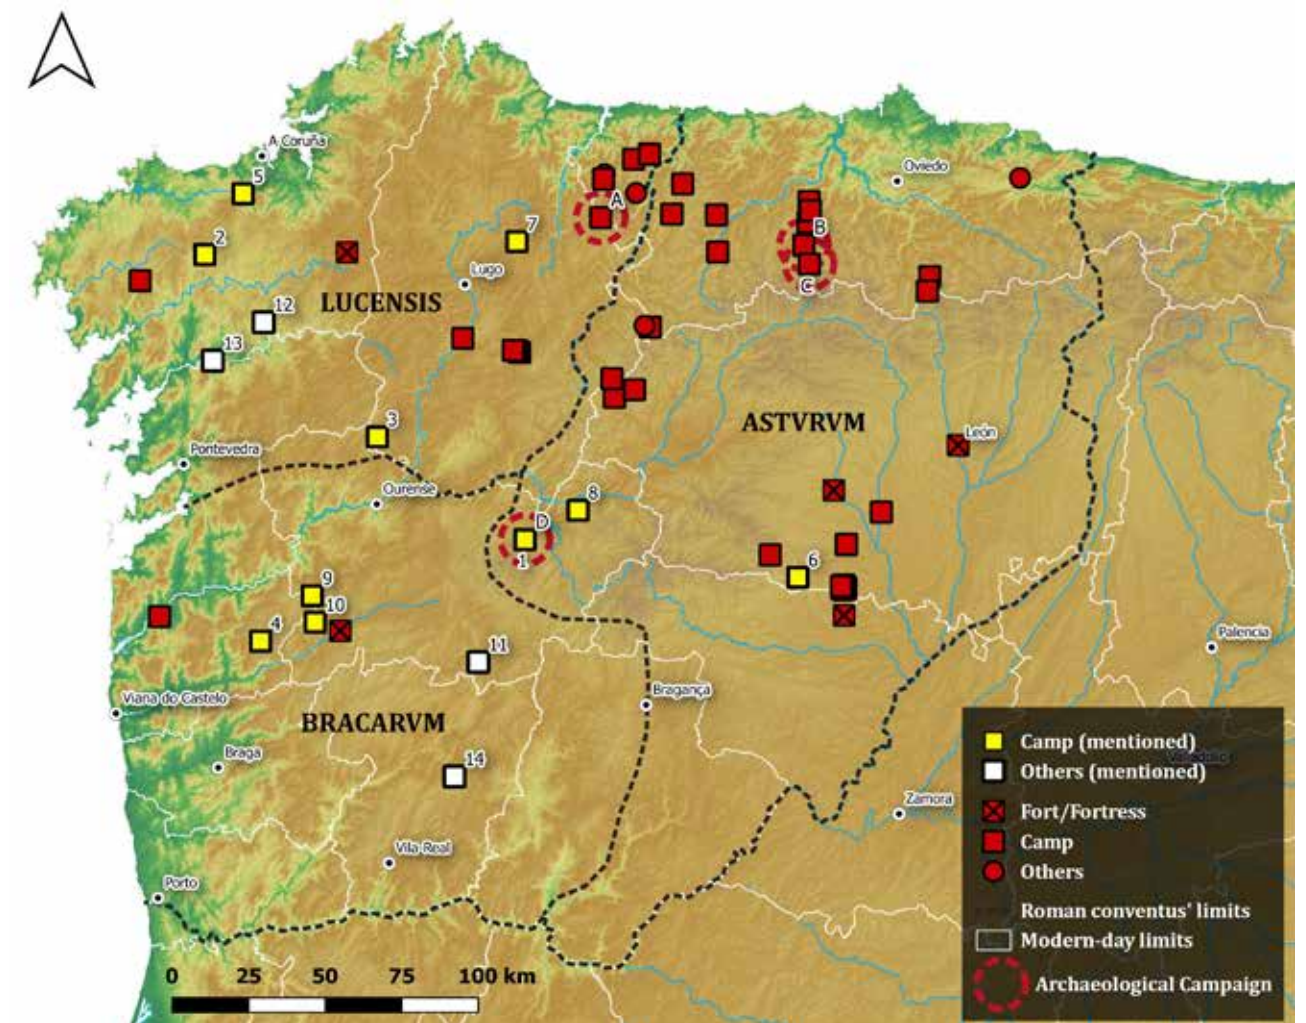 A Coruña
5
Oviedo
A
2
7
B
Lugo
LUCENSIS
12
C
13
ASTVRVM
3
León
Pontevedra
Ourense
8
D
1
6
9
10
4
11
Palencia
Viana do Castelo
Bragança
BRACARVM
Braga
14
Zamora
Vila Real
Porto
Camp (mentioned)
Others (mentioned)
Fort/Fortress
Camp
Others
Roman conventus' limits
Modern-day limits
Archaeological Campaign
0 25 50 75 100 km